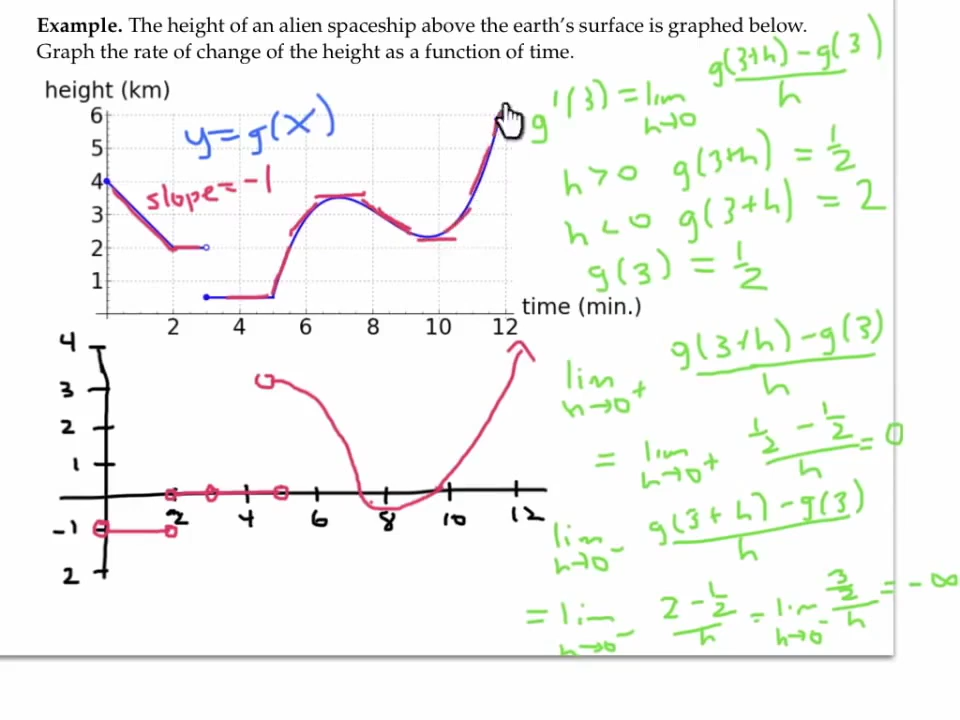 Example. The height of an alien spaceship above the earth's surface is graphed below.
Graph the rate of change of the height as a function of time.
height (km)
6
5
4
3
2
1
2 4 6 8 10 12
time (min.)
y=g(x)
slope=-1
4
3
2
1
-1
2
2 4 6 8 10 12
g'(3) = lim h→0 g(3+h)-g(3) / h
h>0 g(3+h) = 1/2
h<0 g(3+h) = 2
g(3) = 1/2
lim h→0+ g(3+h)-g(3) / h
= lim h→0+ 1/2 - 1/2 / h = 0
lim h→0- g(3+h)-g(3) / h
= lim h→0- 2-1/2 / h = lim h→0- 3/2 / h = -∞